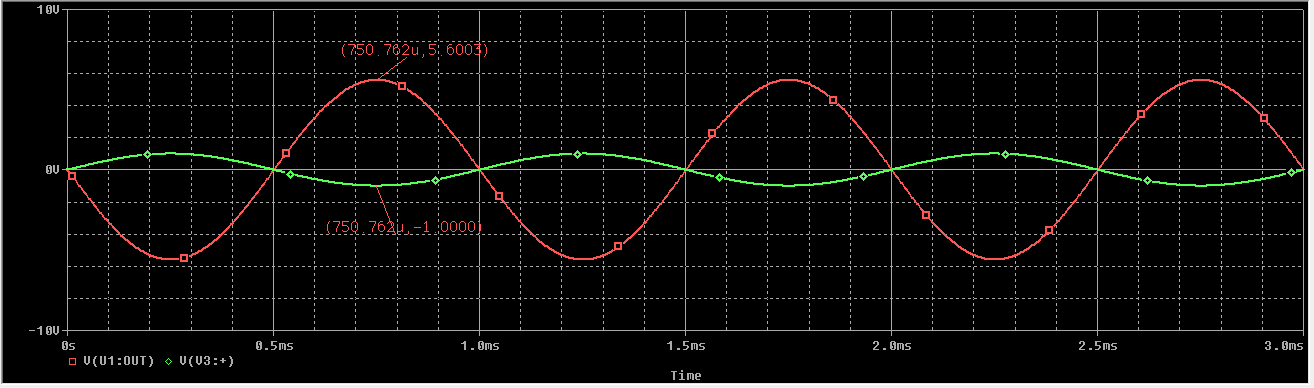 10V
(750.762u,5.6003)
0V
(750.762u,-1.0000)
-10V
0s 0.5ms 1.0ms 1.5ms 2.0ms 2.5ms 3.0ms
V(U1:OUT) V(V3:+)
Time